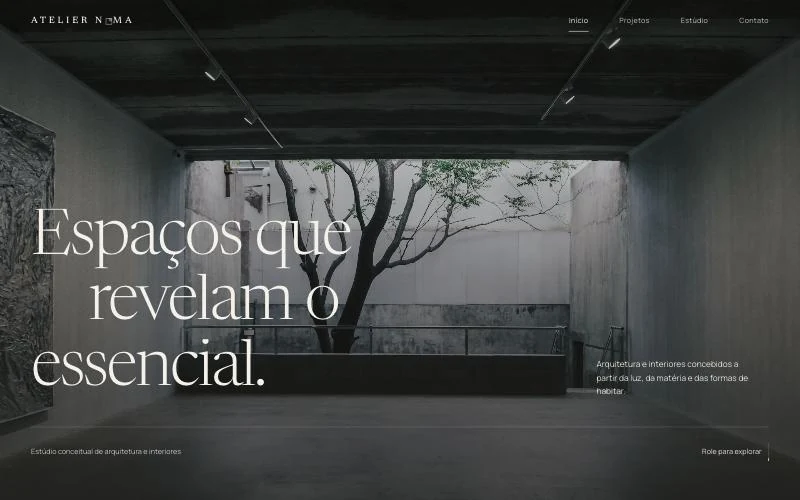 ATELIER N MA
Início
Projetos
Estúdio
Contato
Espaços que
revelam o
essencial.
Arquitetura e interiores concebidos a
partir da luz, da matéria e das formas de
habitar.
Estúdio conceitual de arquitetura e interiores
Role para explorar